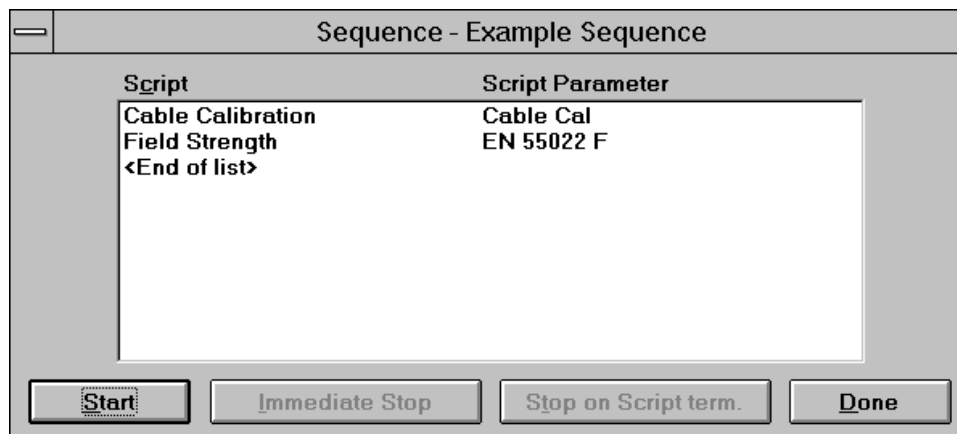 Sequence - Example Sequence
Script Script Parameter
Cable Calibration Cable Cal
Field Strength EN 55022 F
<End of list>
Start Immediate Stop Stop on Script term. Done